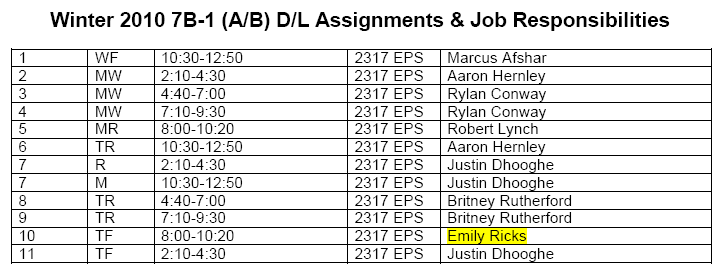 Winter 2010 7B-1 (A/B) D/L Assignments & Job Responsibilities
1 WF 10:30-12:50 2317 EPS Marcus Afshar
2 MW 2:10-4:30 2317 EPS Aaron Hernley
3 MW 4:40-7:00 2317 EPS Rylan Conway
4 MW 7:10-9:30 2317 EPS Rylan Conway
5 MR 8:00-10:20 2317 EPS Robert Lynch
6 TR 10:30-12:50 2317 EPS Aaron Hernley
7 R 2:10-4:30 2317 EPS Justin Dhooghe
7 M 10:30-12:50 2317 EPS Justin Dhooghe
8 TR 4:40-7:00 2317 EPS Britney Rutherford
9 TR 7:10-9:30 2317 EPS Britney Rutherford
10 TF 8:00-10:20 2317 EPS Emily Ricks
11 TF 2:10-4:30 2317 EPS Justin Dhooghe